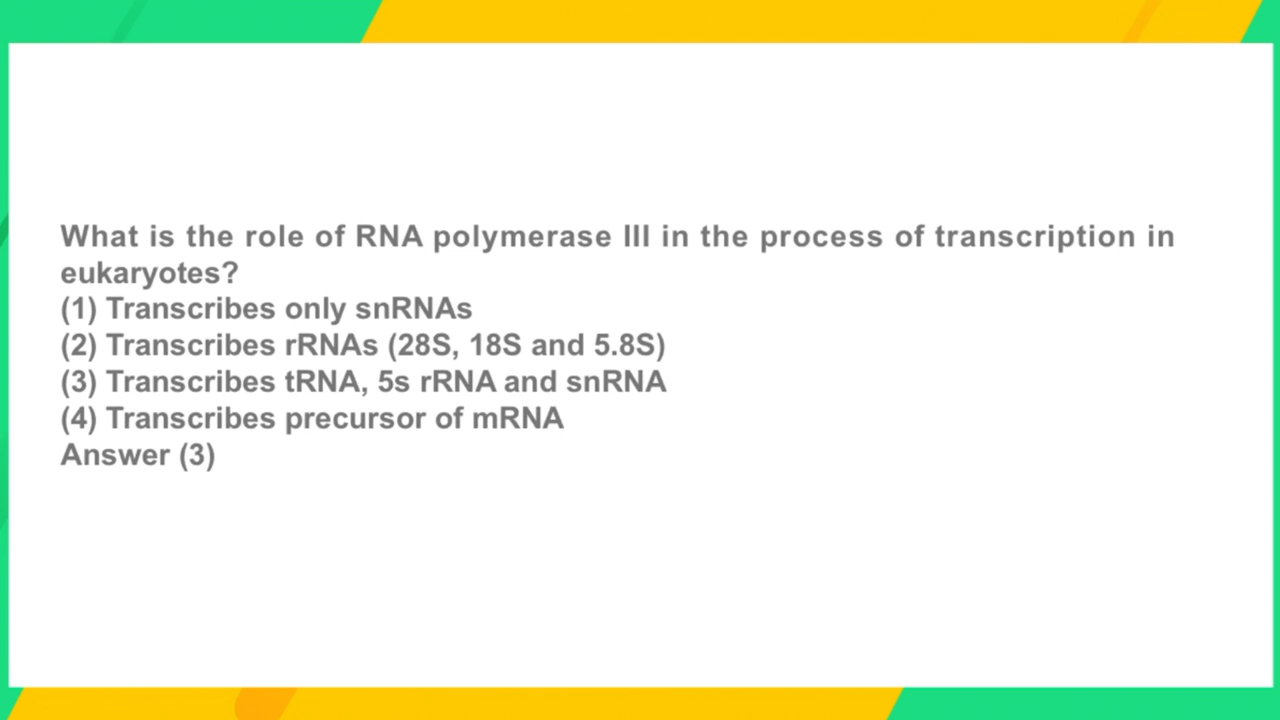 What is the role of RNA polymerase III in the process of transcription in
eukaryotes?
(1) Transcribes only snRNAs
(2) Transcribes rRNAs (28S, 18S and 5.8S)
(3) Transcribes tRNA, 5s rRNA and snRNA
(4) Transcribes precursor of mRNA
Answer (3)